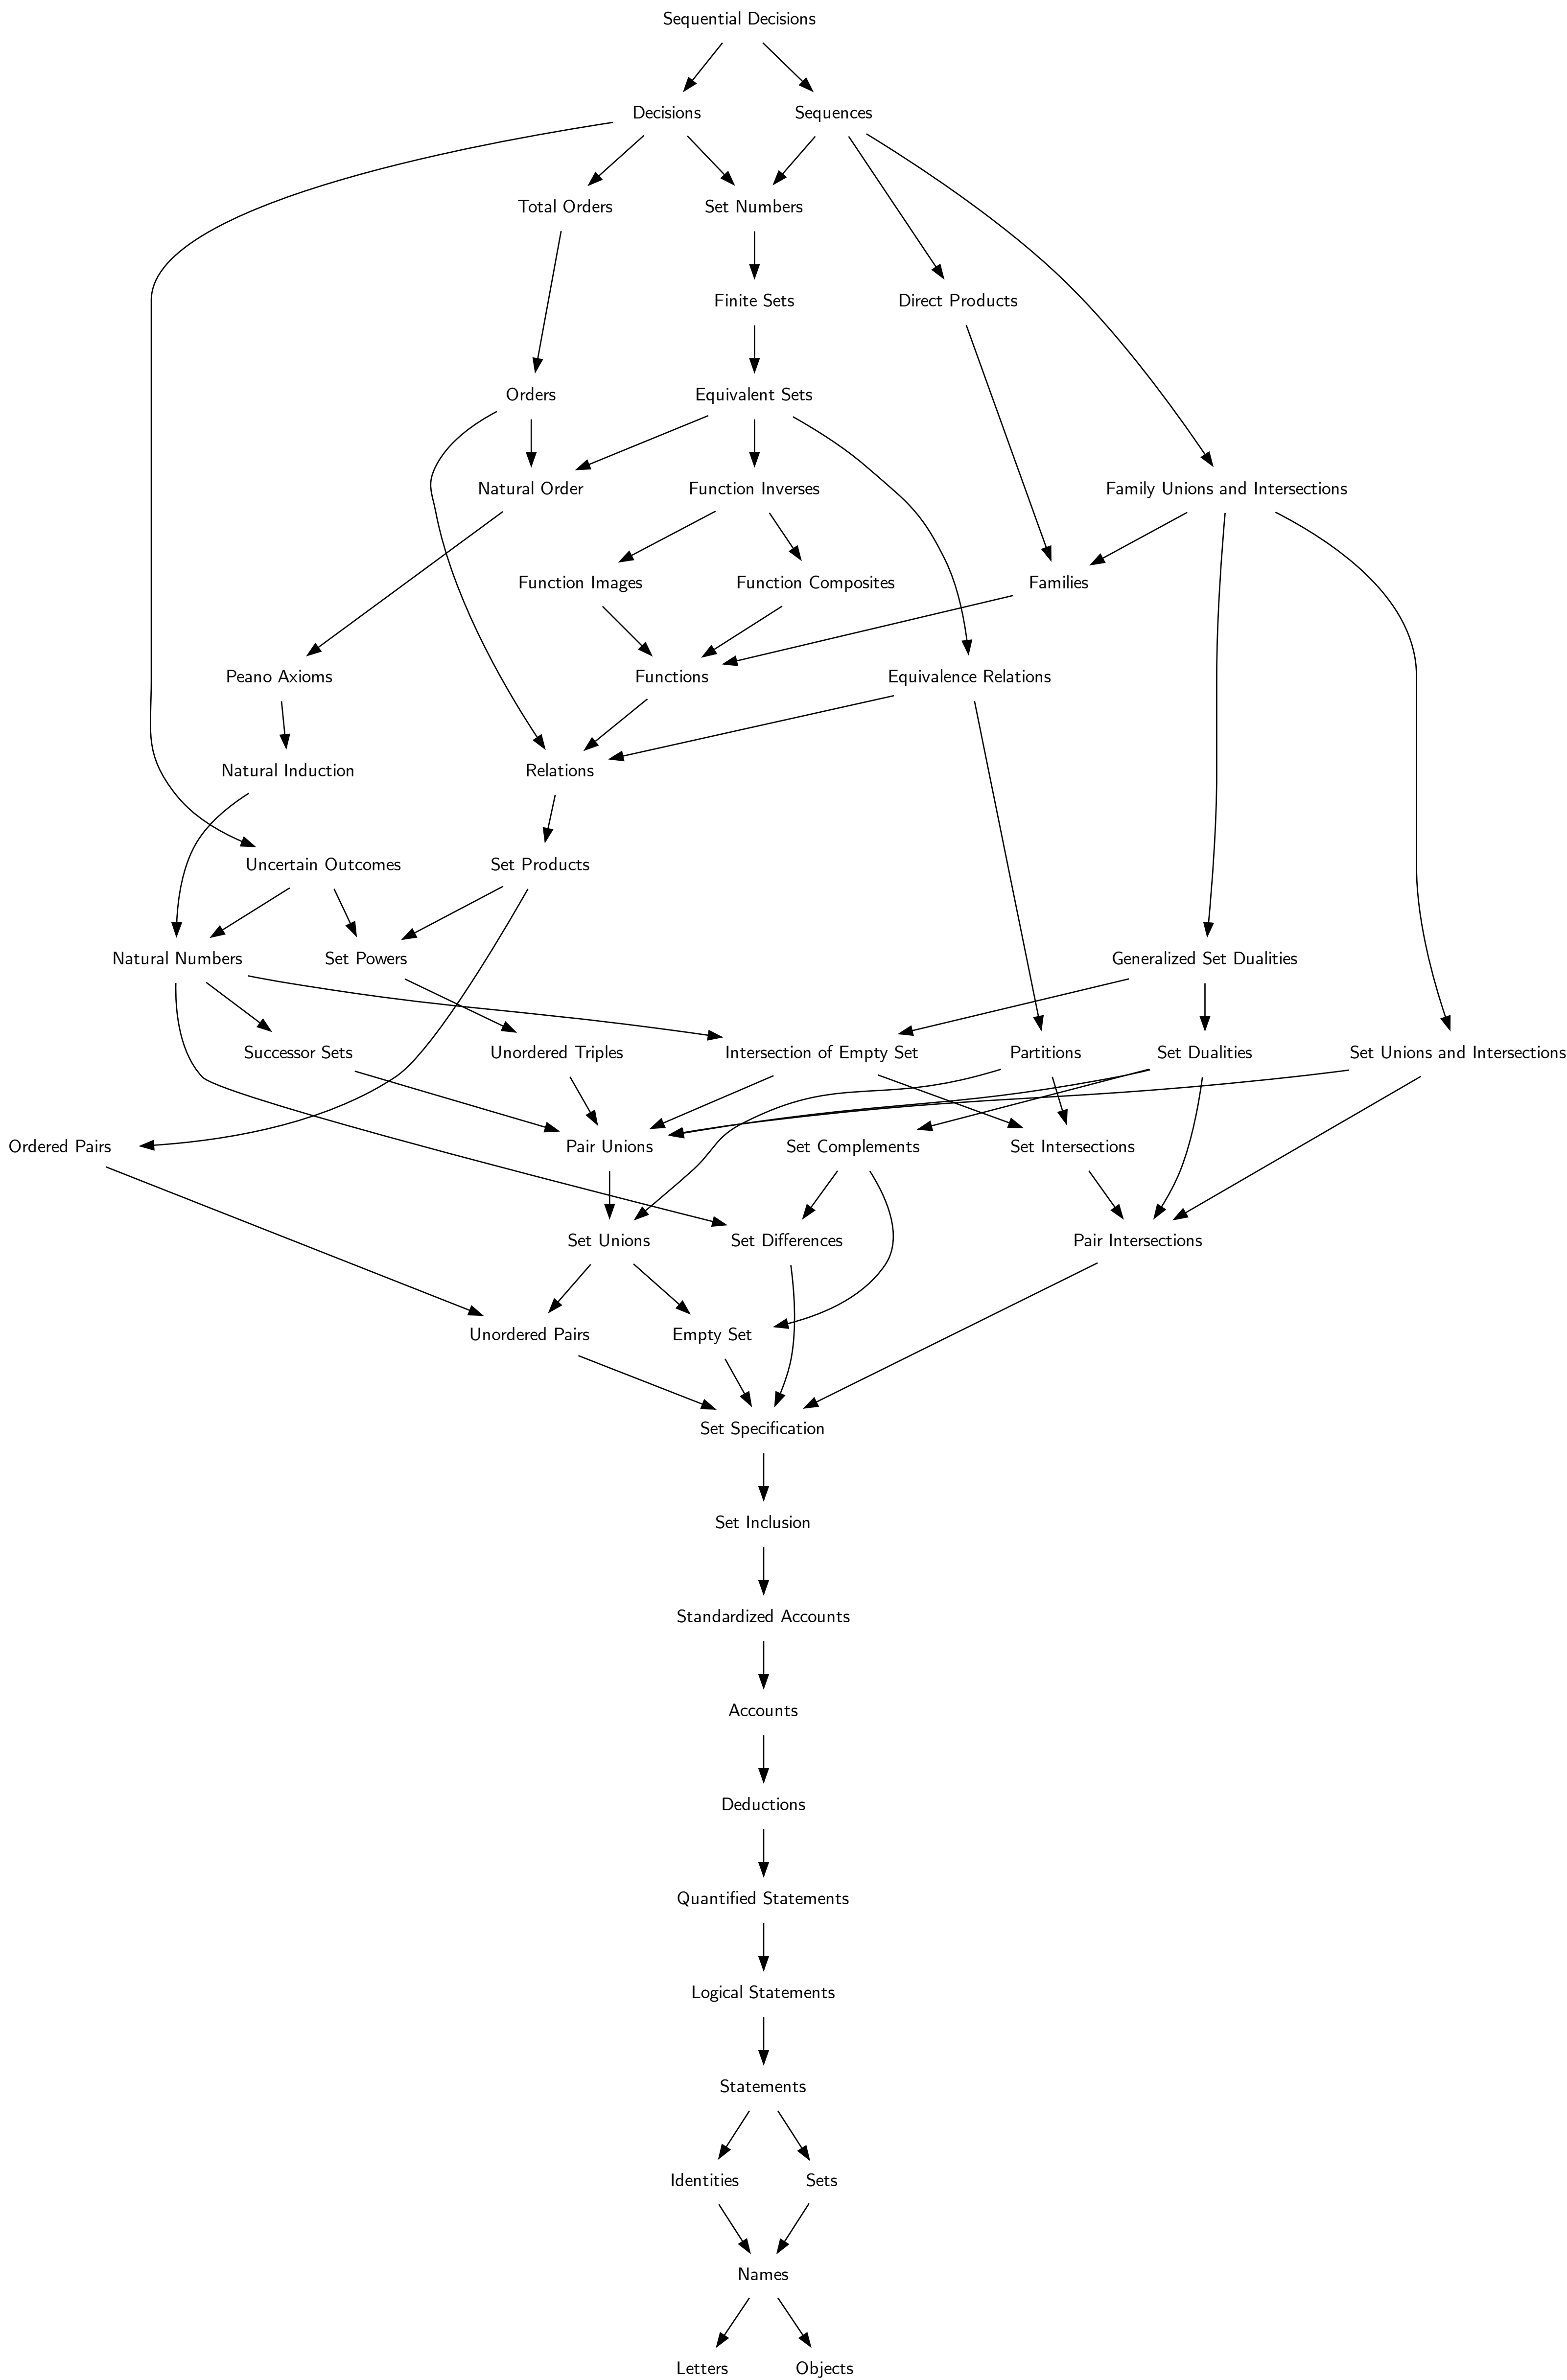 Sequential Decisions
Decisions
Sequences
Total Orders
Set Numbers
Finite Sets
Direct Products
Orders
Equivalent Sets
Natural Order
Function Inverses
Family Unions and Intersections
Function Images
Function Composites
Families
Peano Axioms
Functions
Equivalence Relations
Natural Induction
Relations
Uncertain Outcomes
Set Products
Natural Numbers
Set Powers
Generalized Set Dualities
Successor Sets
Unordered Triples
Intersection of Empty Set
Partitions
Set Dualities
Set Unions and Intersections
Ordered Pairs
Pair Unions
Set Complements
Set Intersections
Set Unions
Set Differences
Pair Intersections
Unordered Pairs
Empty Set
Set Specification
Set Inclusion
Standardized Accounts
Accounts
Deductions
Quantified Statements
Logical Statements
Statements
Identities
Sets
Names
Letters
Objects